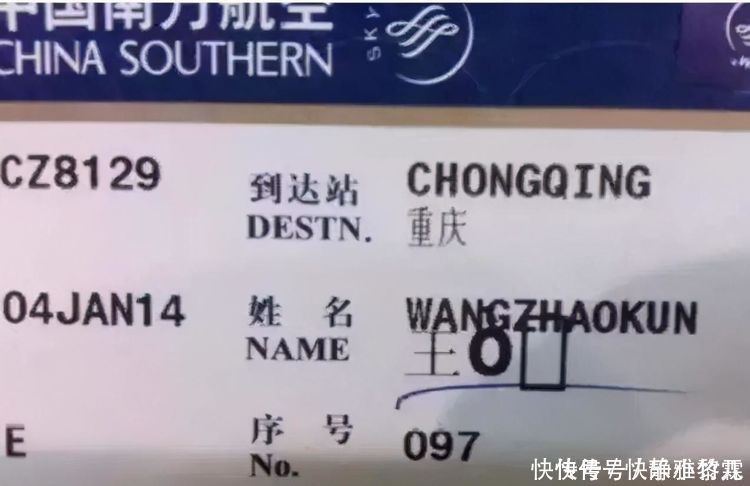 中国南方航空
CHINA SOUTHERN
SKY
CZ8129 到达站 CHONGQING
DESTN. 重庆
04JAN14 姓 名 WANGZHAOKUN
NAME 王Ō□
E 序 号 097
No.